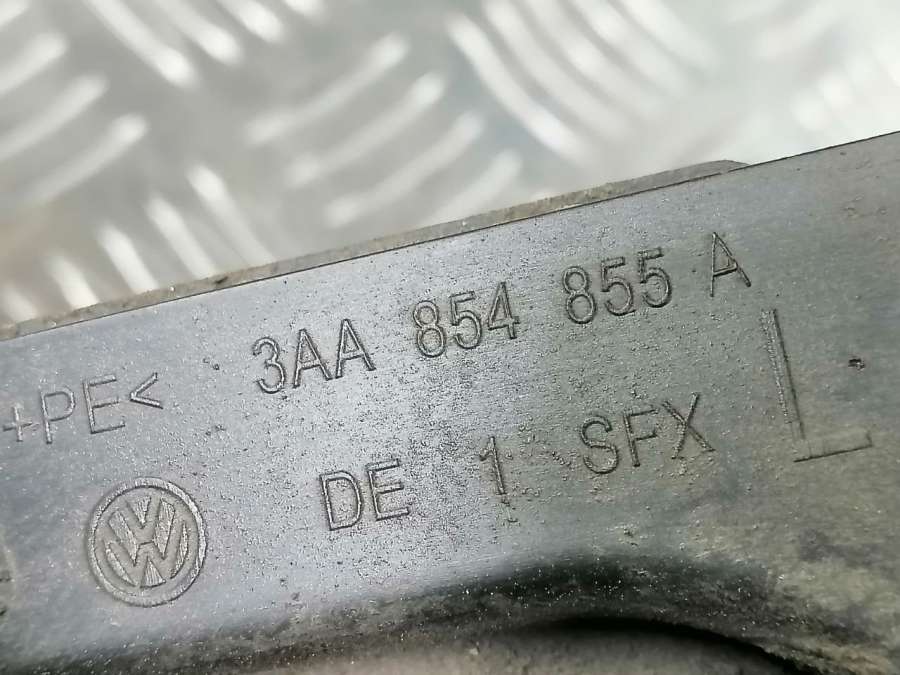 +PE< 3AA 854 855 A
DE 1 SFX L